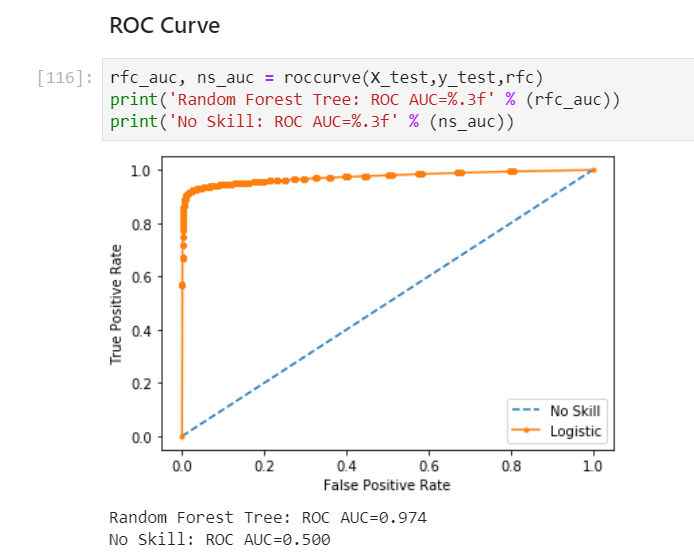 ROC Curve
[116]: rfc_auc, ns_auc = roccurve(X_test,y_test,rfc)
print('Random Forest Tree: ROC AUC=%.3f' % (rfc_auc))
print('No Skill: ROC AUC=%.3f' % (ns_auc))
1.0
0.8
0.6
0.4
0.2
0.0
True Positive Rate
No Skill
Logistic
0.0 0.2 0.4 0.6 0.8 1.0
False Positive Rate
Random Forest Tree: ROC AUC=0.974
No Skill: ROC AUC=0.500